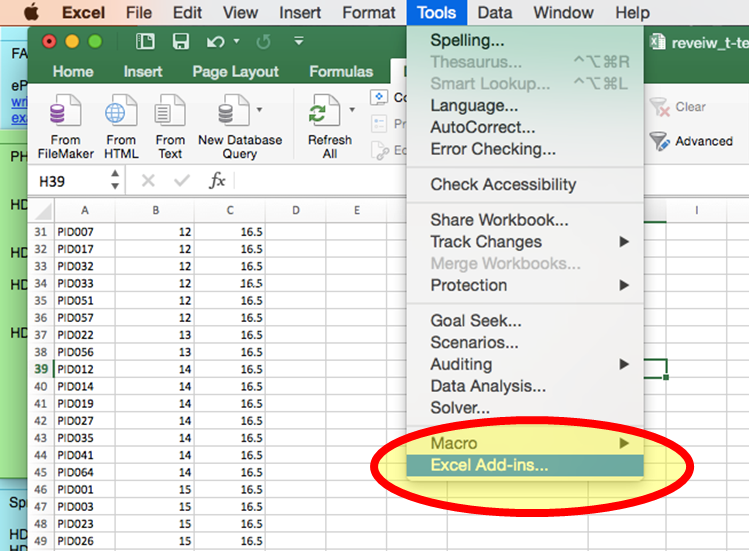 Excel File Edit View Insert Format Tools Data Window Help
reveiw_t-te
Home Insert Page Layout Formulas
From FileMaker
From HTML
From Text
New Database Query
Refresh All
Co
Pr
Ed
Clear
Advanced
H39 fx
Spelling...
Thesaurus... ^⌥⌘R
Smart Lookup... ^⌥⌘L
Language...
AutoCorrect...
Error Checking...
Check Accessibility
Share Workbook...
Track Changes
Merge Workbooks...
Protection
Goal Seek...
Scenarios...
Auditing
Data Analysis...
Solver...
Macro
Excel Add-ins...
FA
eP
wri
exa
PH
HD
HD
HD
HD
Spr
HD
HD
A B C D E I
31 PID007 12 16.5
32 PID017 12 16.5
33 PID032 12 16.5
34 PID033 12 16.5
35 PID051 12 16.5
36 PID057 12 16.5
37 PID022 13 16.5
38 PID056 13 16.5
39 PID012 14 16.5
40 PID014 14 16.5
41 PID019 14 16.5
42 PID027 14 16.5
43 PID035 14 16.5
44 PID041 14 16.5
45 PID064 14 16.5
46 PID001 15 16.5
47 PID003 15 16.5
48 PID023 15 16.5
49 PID026 15 16.5